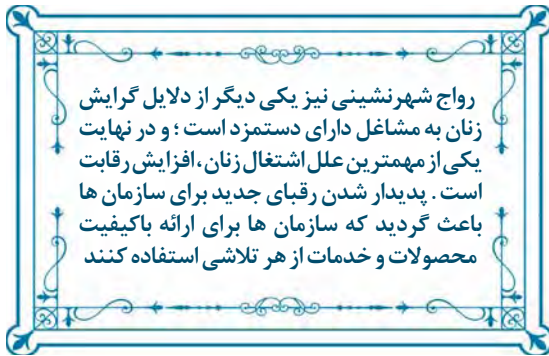 رواج شهرنشینی نیز یکی دیگر از دلایل گرایش
زنان به مشاغل دارای دستمزد است ؛ و در نهایت
یکی از مهمترین علل اشتغال زنان، افزایش رقابت
است . پدیدار شدن رقبای جدید برای سازمان ها
باعث گردید که سازمان ها برای ارائه باکیفیت
محصولات و خدمات از هر تلاشی استفاده کنند